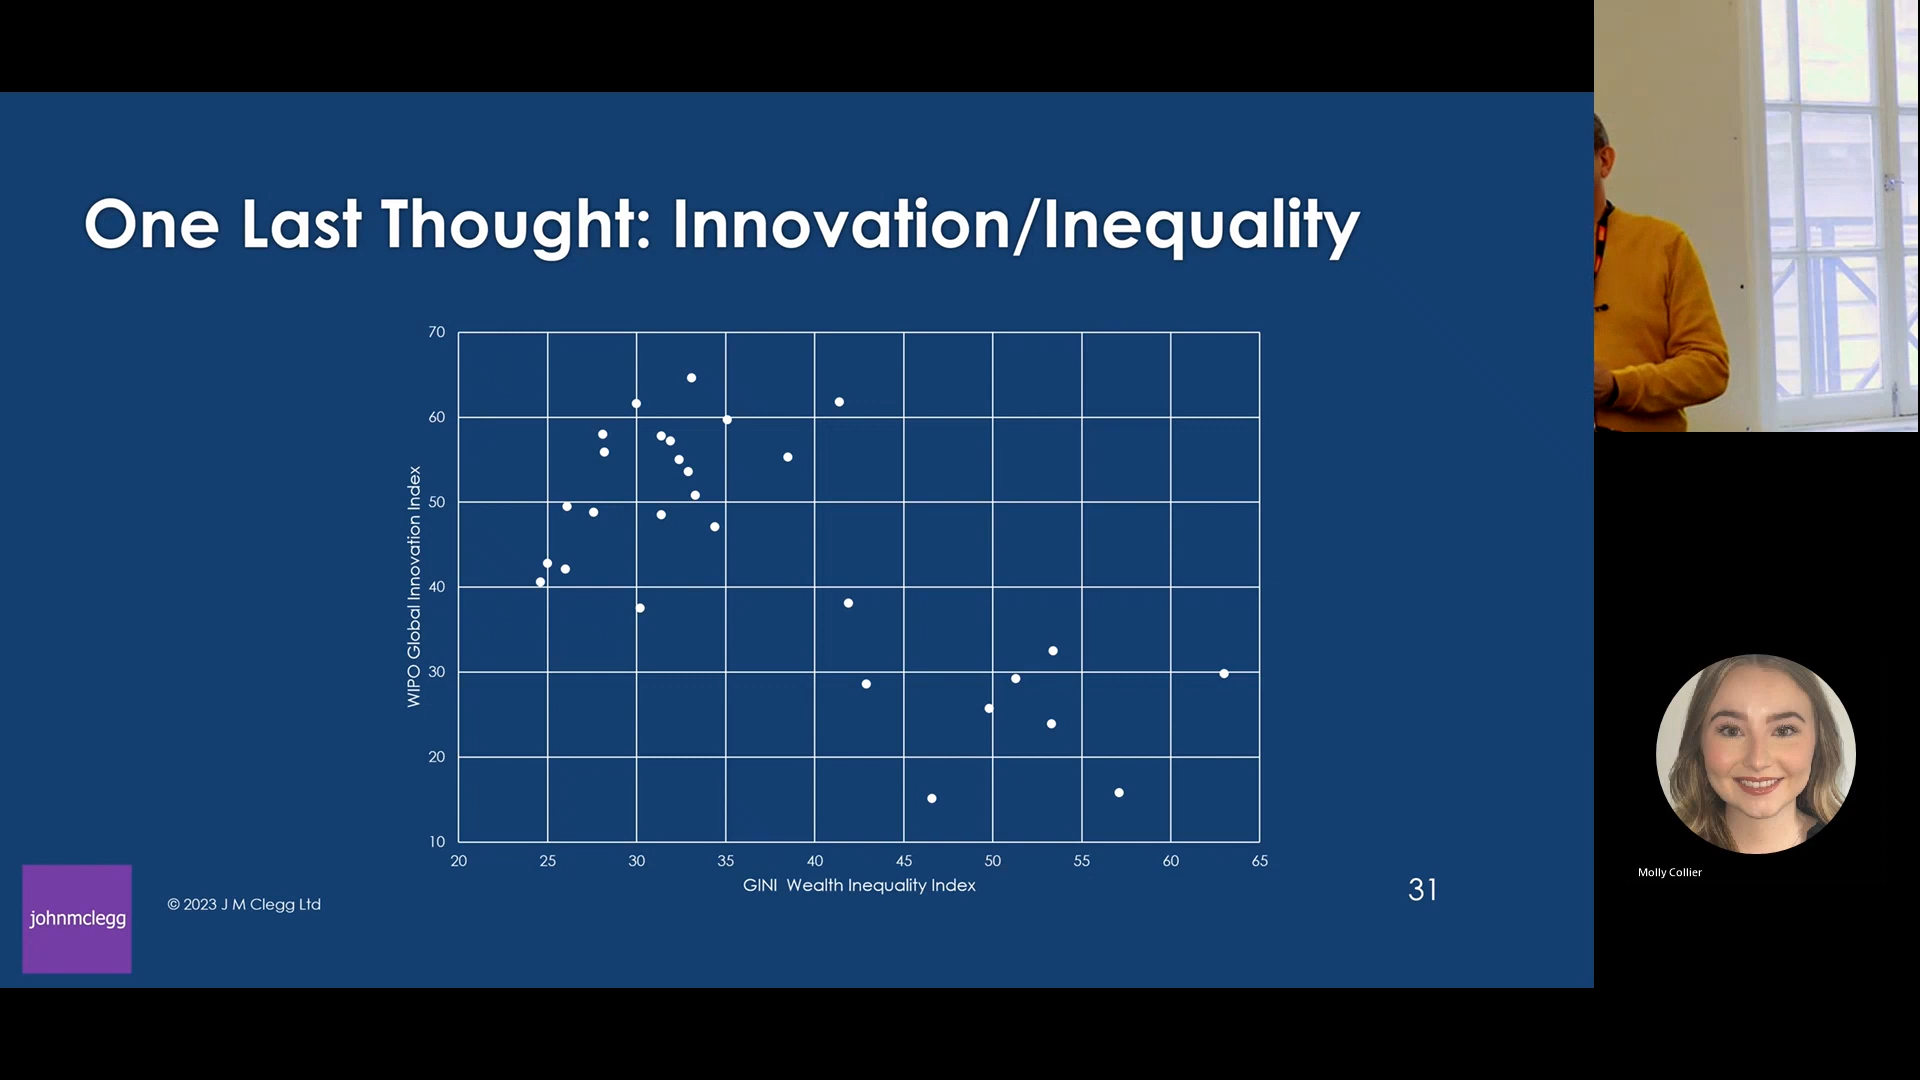 One Last Thought: Innovation/Inequality
70
60
50
40
30
20
10
WIPO Global Innovation Index
20 25 30 35 40 45 50 55 60 65
GINI  Wealth Inequality Index
johnmclegg
© 2023 J M Clegg Ltd
31
Molly Collier